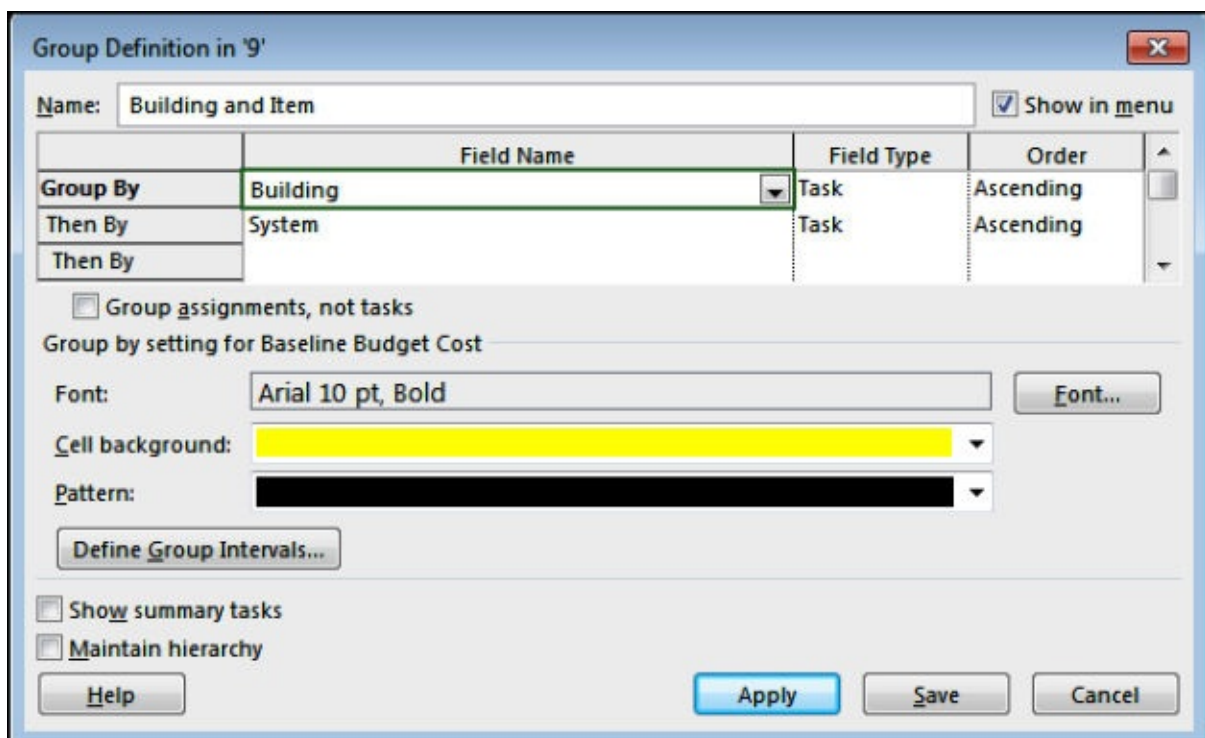 Group Definition in '9'
Name: Building and Item Show in menu
Field Name Field Type Order
Group By Building Task Ascending
Then By System Task Ascending
Then By
Group assignments, not tasks
Group by setting for Baseline Budget Cost
Font: Arial 10 pt, Bold Font...
Cell background:
Pattern:
Define Group Intervals...
Show summary tasks
Maintain hierarchy
Help Apply Save Cancel